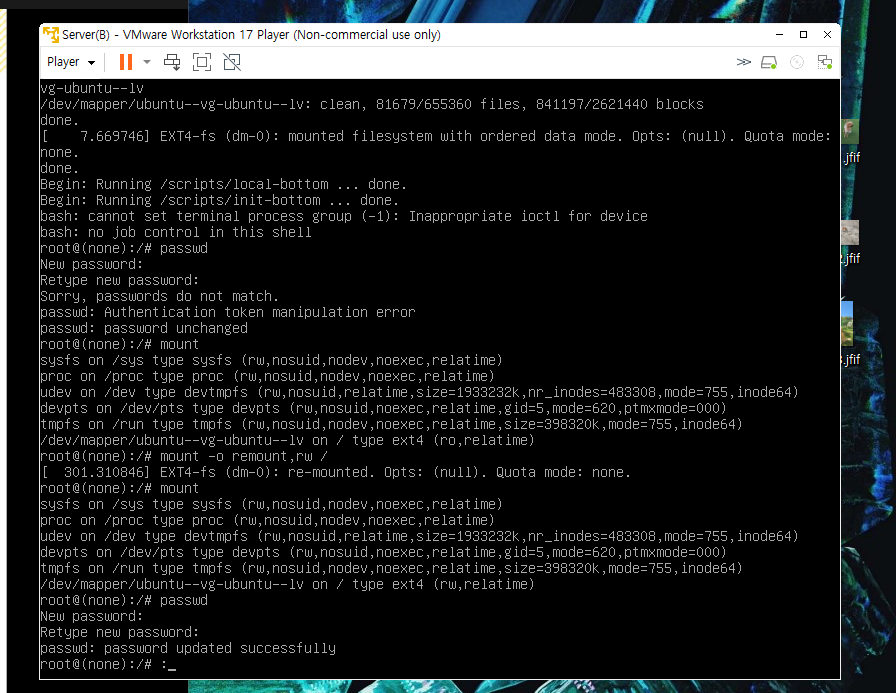 Server(B) - VMware Workstation 17 Player (Non-commercial use only)
Player
vg-ubuntu--lv
/dev/mapper/ubuntu--vg-ubuntu--lv: clean, 81679/655360 files, 841197/2621440 blocks
done.
[    7.669746] EXT4-fs (dm-0): mounted filesystem with ordered data mode. Opts: (null). Quota mode:
none.
done.
Begin: Running /scripts/local-bottom ... done.
Begin: Running /scripts/init-bottom ... done.
bash: cannot set terminal process group (-1): Inappropriate ioctl for device
bash: no job control in this shell
root@(none):/# passwd
New password:
Retype new password:
Sorry, passwords do not match.
passwd: Authentication token manipulation error
passwd: password unchanged
root@(none):/# mount
sysfs on /sys type sysfs (rw,nosuid,nodev,noexec,relatime)
proc on /proc type proc (rw,nosuid,nodev,noexec,relatime)
udev on /dev type devtmpfs (rw,nosuid,relatime,size=1933232k,nr_inodes=483308,mode=755,inode64)
devpts on /dev/pts type devpts (rw,nosuid,noexec,relatime,gid=5,mode=620,ptmxmode=000)
tmpfs on /run type tmpfs (rw,nosuid,nodev,noexec,relatime,size=398320k,mode=755,inode64)
/dev/mapper/ubuntu--vg-ubuntu--lv on / type ext4 (ro,relatime)
root@(none):/# mount -o remount,rw /
[  301.310846] EXT4-fs (dm-0): re-mounted. Opts: (null). Quota mode: none.
root@(none):/# mount
sysfs on /sys type sysfs (rw,nosuid,nodev,noexec,relatime)
proc on /proc type proc (rw,nosuid,nodev,noexec,relatime)
udev on /dev type devtmpfs (rw,nosuid,relatime,size=1933232k,nr_inodes=483308,mode=755,inode64)
devpts on /dev/pts type devpts (rw,nosuid,noexec,relatime,gid=5,mode=620,ptmxmode=000)
tmpfs on /run type tmpfs (rw,nosuid,nodev,noexec,relatime,size=398320k,mode=755,inode64)
/dev/mapper/ubuntu--vg-ubuntu--lv on / type ext4 (rw,relatime)
root@(none):/# passwd
New password:
Retype new password:
passwd: password updated successfully
root@(none):/# :_
.jfif
.jfif
.jfif